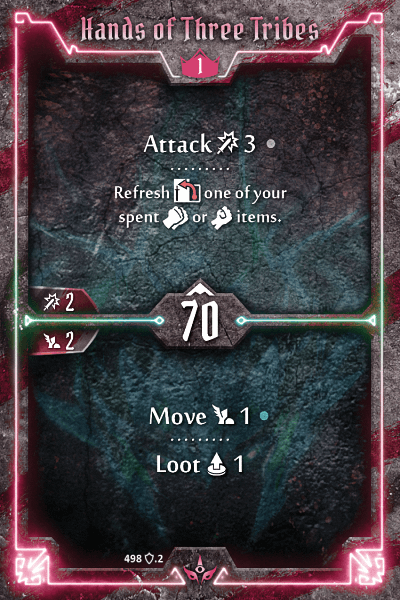 Hands of Three Tribes
1
Attack 3
Refresh one of your
spent or items.
2
70
2
Move 1
Loot 1
498 .2